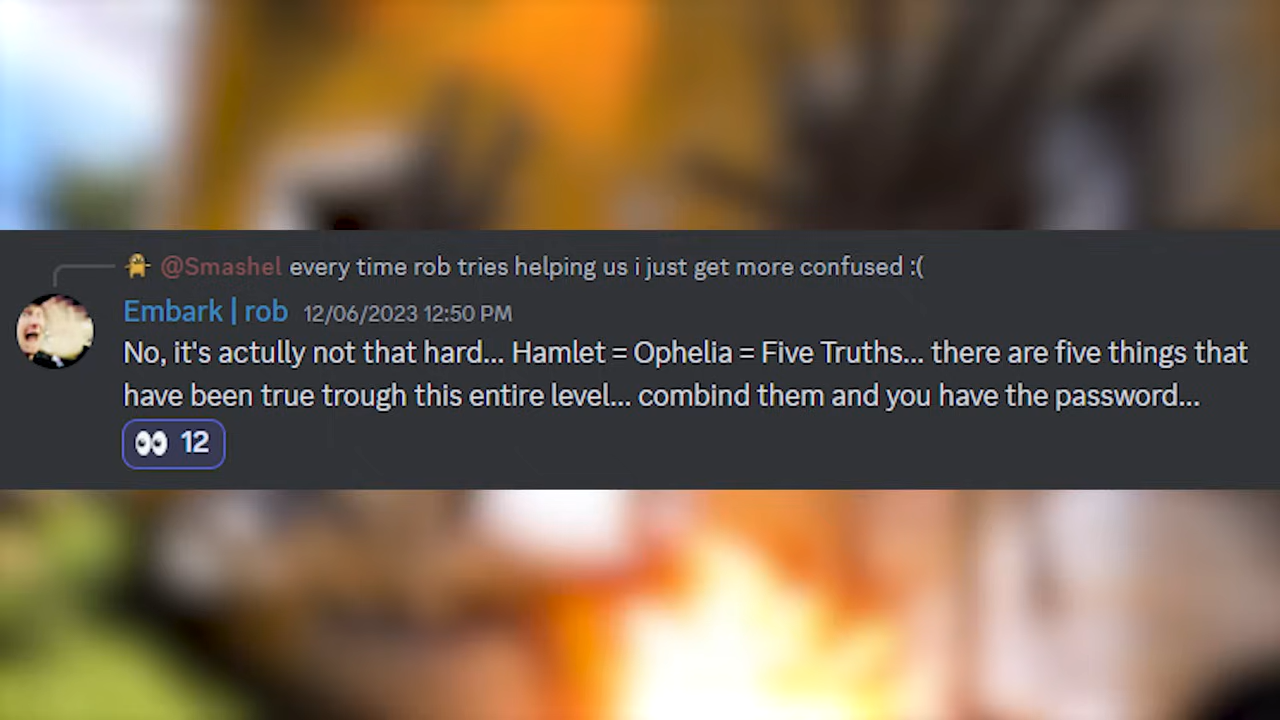 @Smashel every time rob tries helping us i just get more confused :(
Embark | rob 12/06/2023 12:50 PM
No, it's actully not that hard... Hamlet = Ophelia = Five Truths... there are five things that
have been true trough this entire level... combind them and you have the password...
👀 12